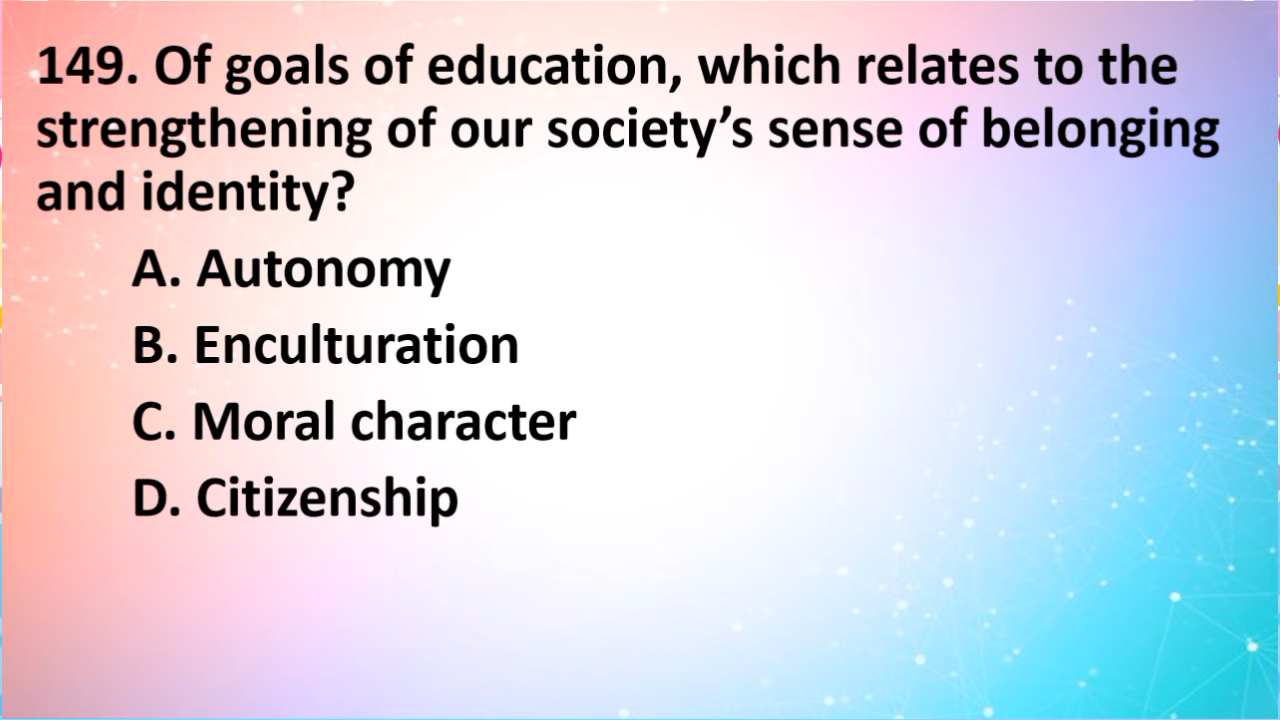 149. Of goals of education, which relates to the
strengthening of our society’s sense of belonging
and identity?
A. Autonomy
B. Enculturation
C. Moral character
D. Citizenship